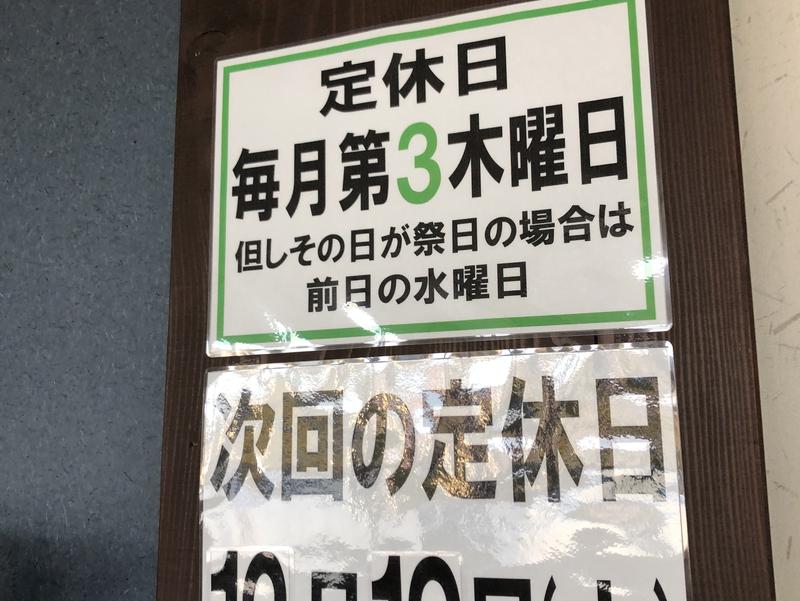 定休日
毎月第3木曜日
但しその日が祭日の場合は
前日の水曜日
次回の定休日